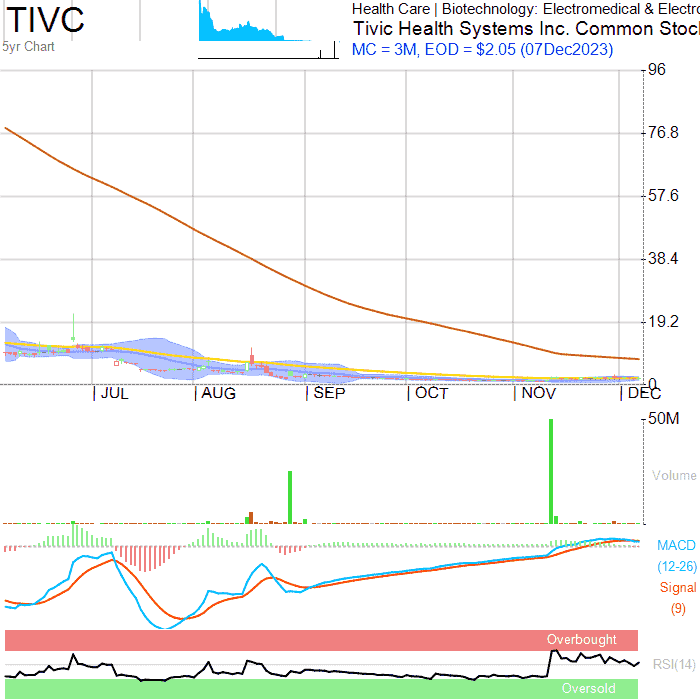 TIVC
5yr Chart
Health Care | Biotechnology: Electromedical & Electro
Tivic Health Systems Inc. Common Stoc
MC = 3M, EOD = $2.05 (07Dec2023)
96
76.8
57.6
38.4
19.2
0
JUL
AUG
SEP
OCT
NOV
DEC
50M
Volume
MACD
(12-26)
Signal
(9)
Overbought
RSI(14)
Oversold